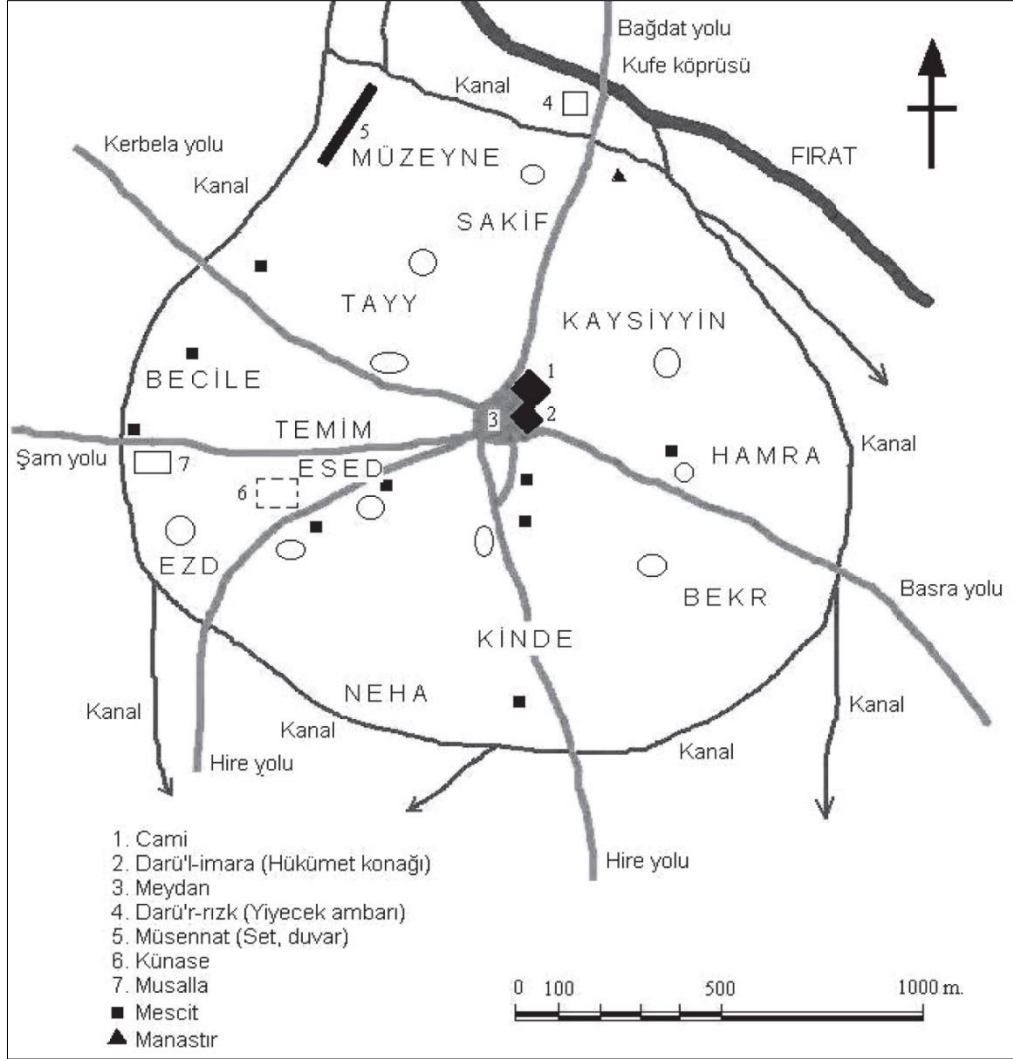 Bağdat yolu
Kufe köprüsü
Kanal
4
5
FIRAT
Kerbela yolu
MÜZEYNE
Kanal
SAKİF
TAYY
KAYSİYYİN
BECİLE
1
3
2
TEMİM
Kanal
Şam yolu
7
ESED
HAMRA
6
EZD
BEKR
Basra yolu
KİNDE
NEHA
Kanal
Kanal
Kanal
Kanal
Hire yolu
Hire yolu
1. Cami
2. Darü'l-imara (Hükümet konağı)
3. Meydan
4. Darü'r-rızk (Yiyecek ambarı)
5. Müsennat (Set, duvar)
6. Künase
7. Musalla
Mescit
Manastır
0 100 500 1000 m.